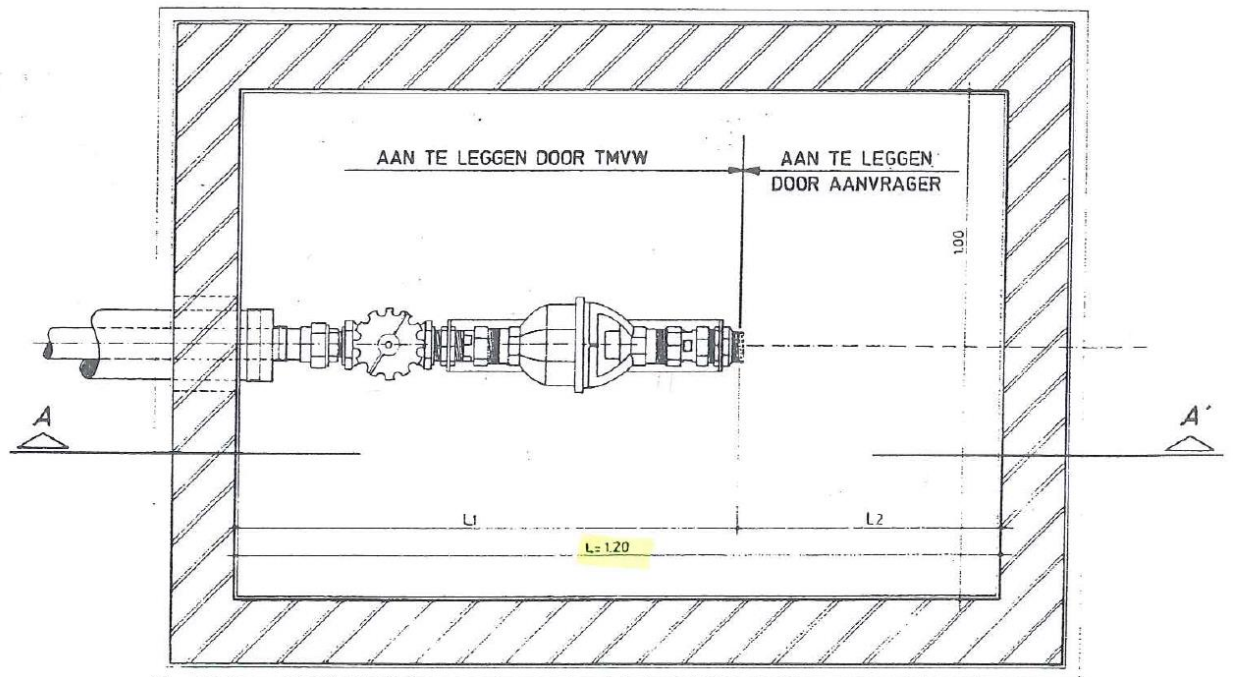 AAN TE LEGGEN DOOR TMVW
AAN TE LEGGEN
DOOR AANVRAGER
1.00
A
A'
L1
L2
L= 1.20